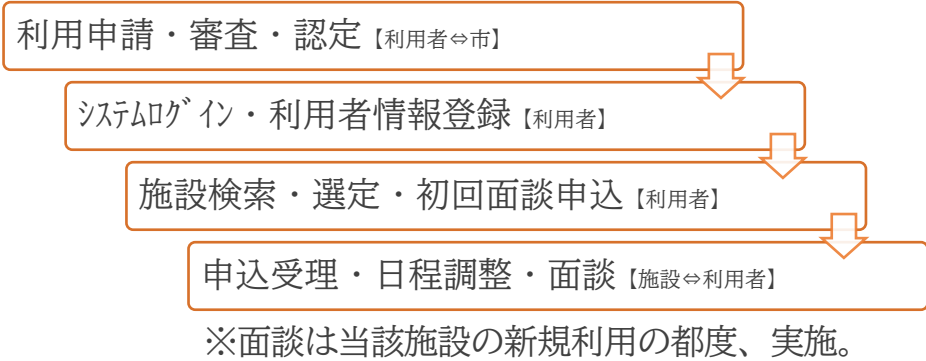 利用申請・審査・認定【利用者⇔市】
ｼｽﾃﾑﾛｸﾞｲﾝ・利用者情報登録【利用者】
施設検索・選定・初回面談申込【利用者】
申込受理・日程調整・面談【施設⇔利用者】
※面談は当該施設の新規利用の都度、実施。